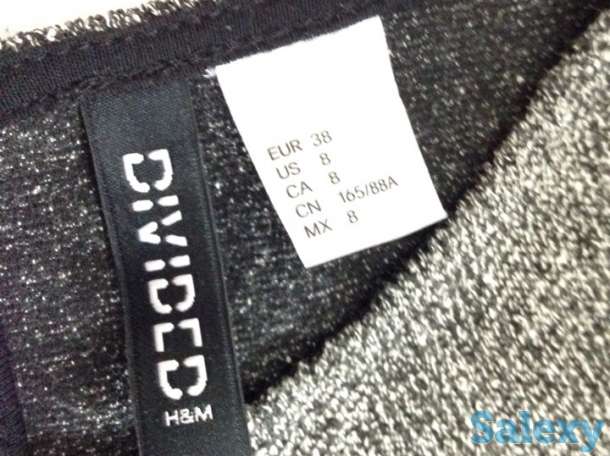 DIVIDED
H&M
EUR 38
US 8
CA 8
CN 165/88A
MX 8
Salexy